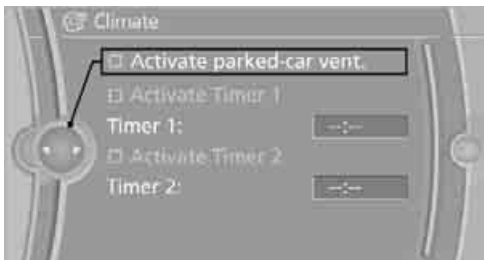 Climate
Activate parked-car vent.
Activate Timer 1
Timer 1: --:--
Activate Timer 2
Timer 2: --:--